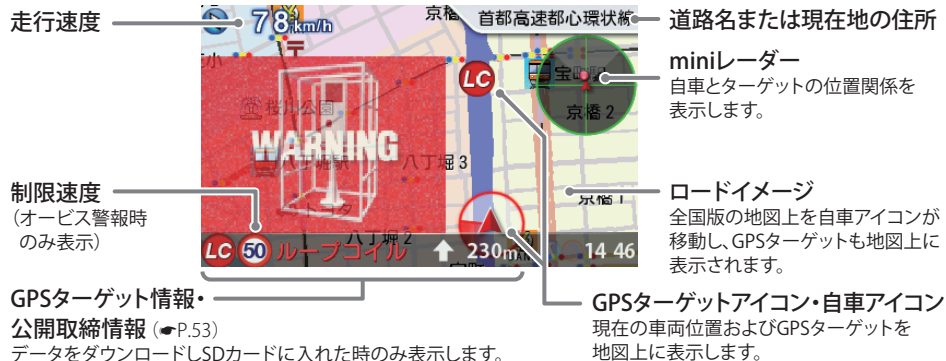 走行速度
78km/h
京橋
首都高速都心環状線
道路名または現在地の住所
miniレーダー
自車とターゲットの位置関係を
表示します。
LC
宝町駅
京橋 2
桜川公園
WARNING
八丁堀駅
八丁堀 3
制限速度
(オービス警報時
のみ表示)
ロードイメージ
全国版の地図上を自車アイコンが
移動し、GPSターゲットも地図上に
表示されます。
京橋 1
八丁堀 2
LC 50 ループコイル 230m 14 46
GPSターゲット情報・
公開取締情報 (☛P.53)
データをダウンロードしSDカードに入れた時のみ表示します。
GPSターゲットアイコン・自車アイコン
現在の車両位置およびGPSターゲットを
地図上に表示します。